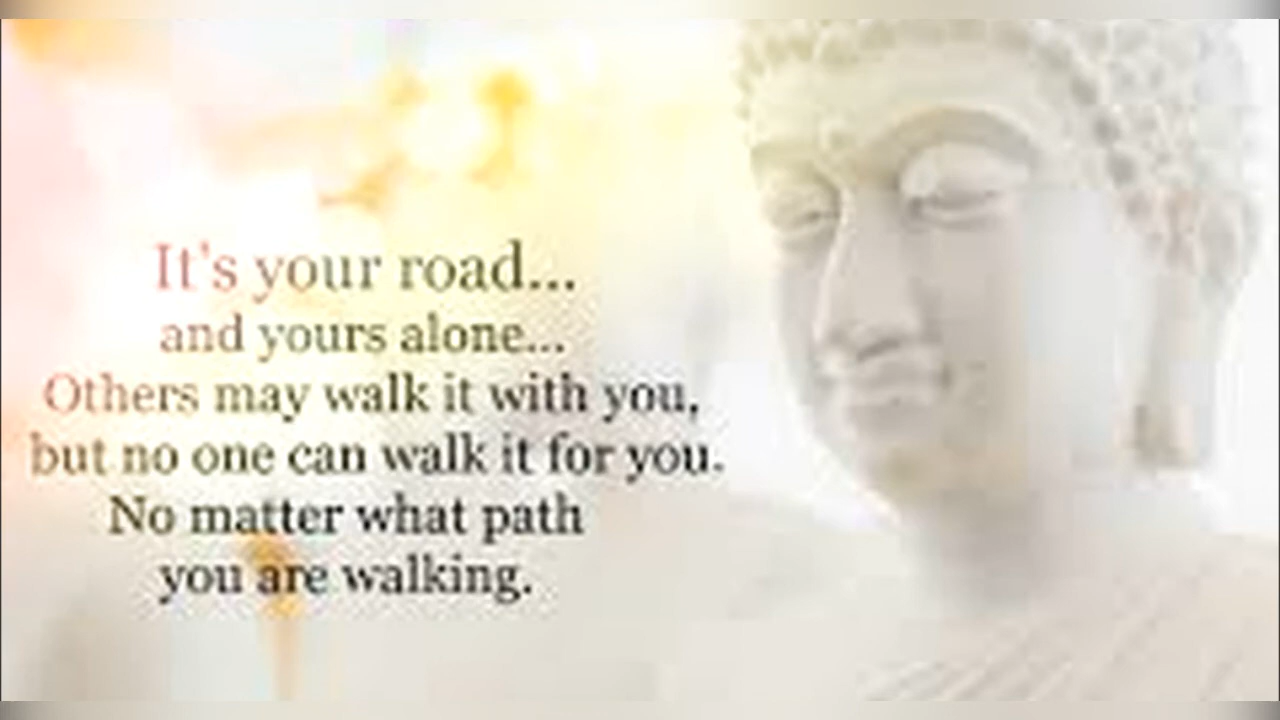 It's your road...
and yours alone...
Others may walk it with you,
but no one can walk it for you.
No matter what path
you are walking.